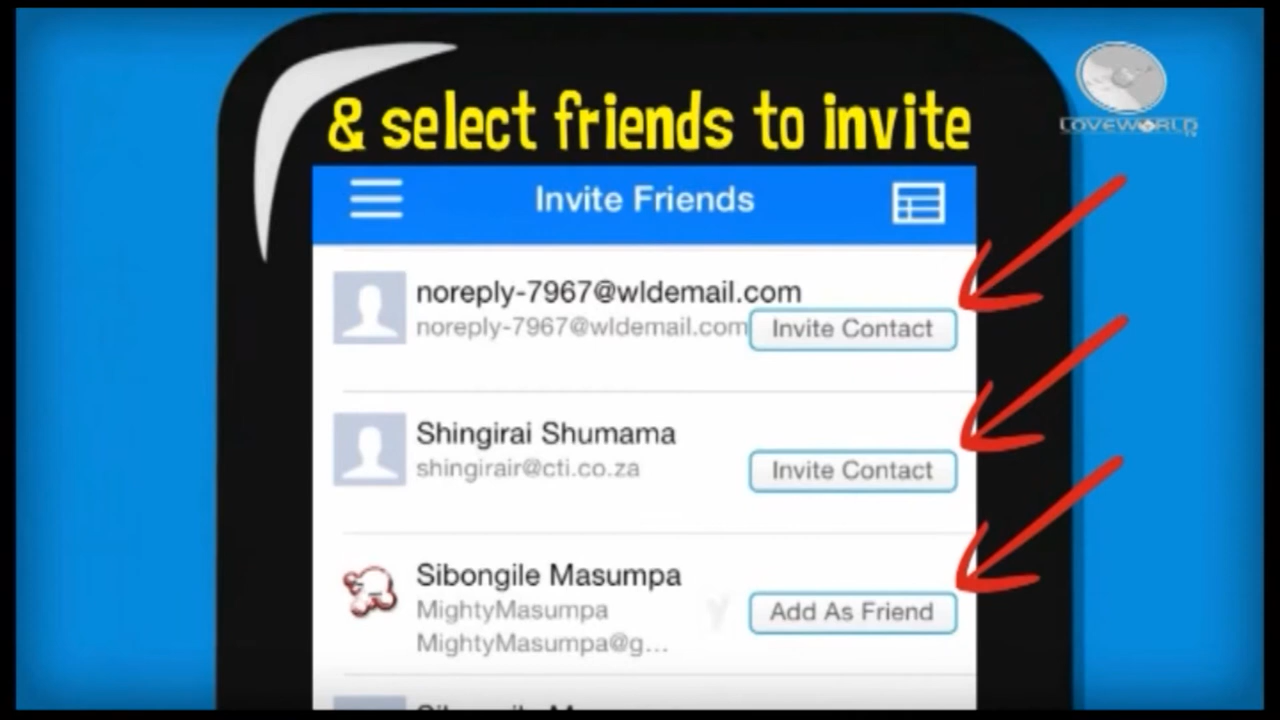 & select friends to invite
LOVEWORLD
Invite Friends
noreply-7967@wldemail.com
noreply-7967@wldemail.com
Invite Contact
Shingirai Shumama
shingirair@cti.co.za
Invite Contact
Sibongile Masumpa
MightyMasumpa
Add As Friend
MightyMasumpa@g...